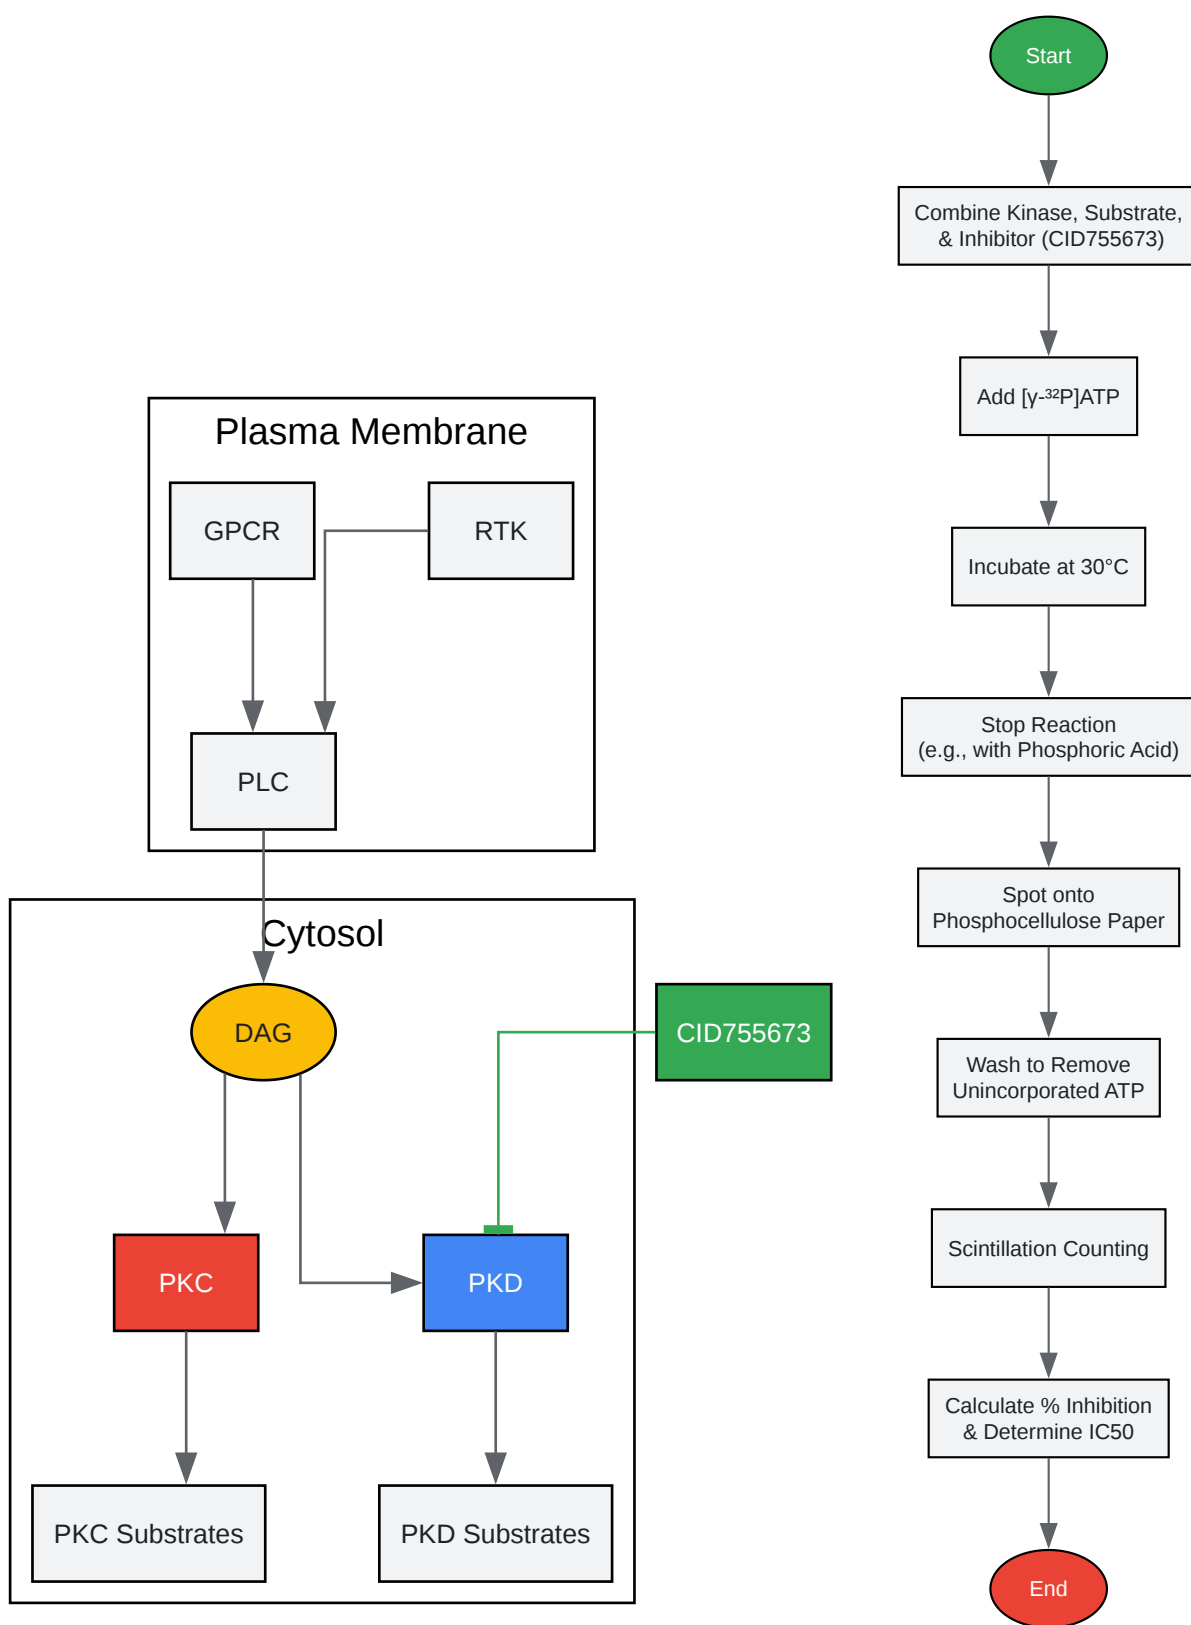 Plasma Membrane
GPCR
RTK
PLC
Cytosol
DAG
CID755673
PKC
PKD
PKC Substrates
PKD Substrates
Start
Combine Kinase, Substrate,
& Inhibitor (CID755673)
Add [γ-³²P]ATP
Incubate at 30°C
Stop Reaction
(e.g., with Phosphoric Acid)
Spot onto
Phosphocellulose Paper
Wash to Remove
Unincorporated ATP
Scintillation Counting
Calculate % Inhibition
& Determine IC50
End